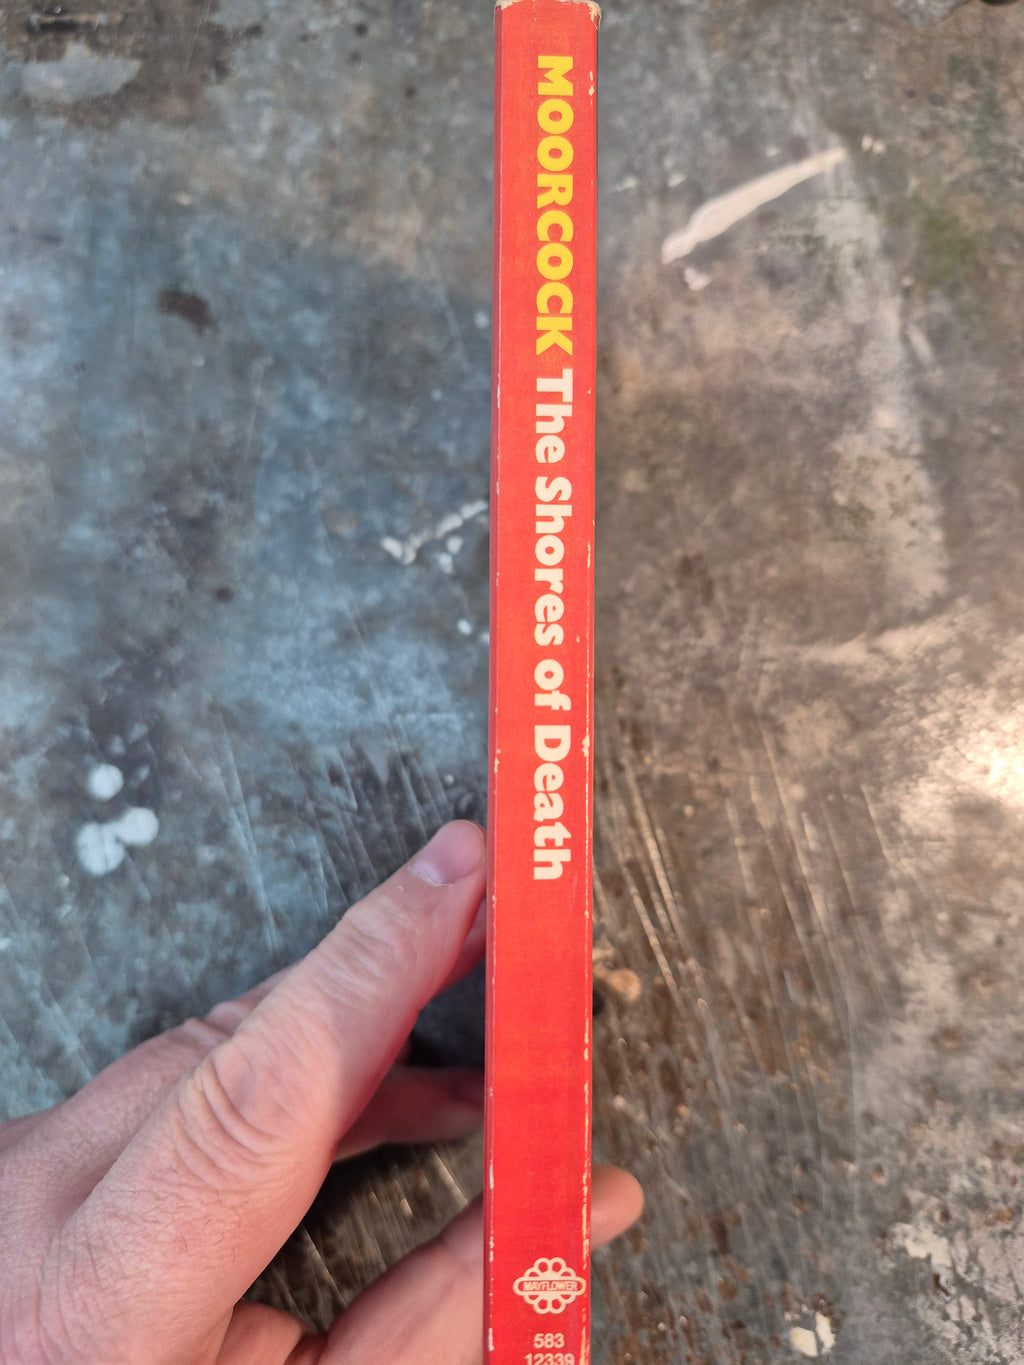 MOORCOCK The Shores of Death
MAYFLOWER
583
12339